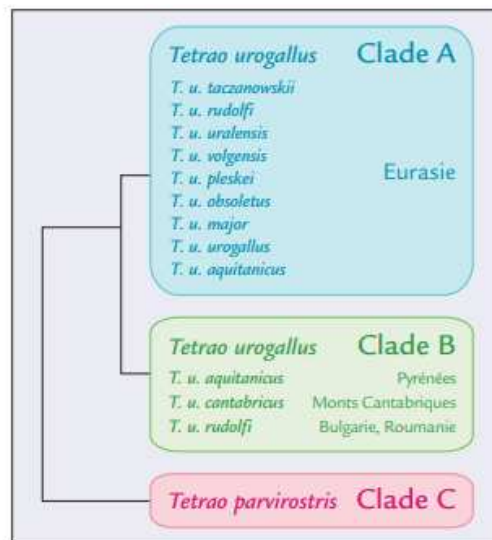 Tetrao urogallus Clade A
T. u. taczanowskii
T. u. rudolfi
T. u. uralensis
T. u. volgensis
T. u. pleskei
Eurasie
T. u. obsoletus
T. u. major
T. u. urogallus
T. u. aquitanicus
Tetrao urogallus Clade B
T. u. aquitanicus Pyrénées
T. u. cantabricus Monts Cantabriques
T. u. rudolfi Bulgarie, Roumanie
Tetrao parvirostris Clade C